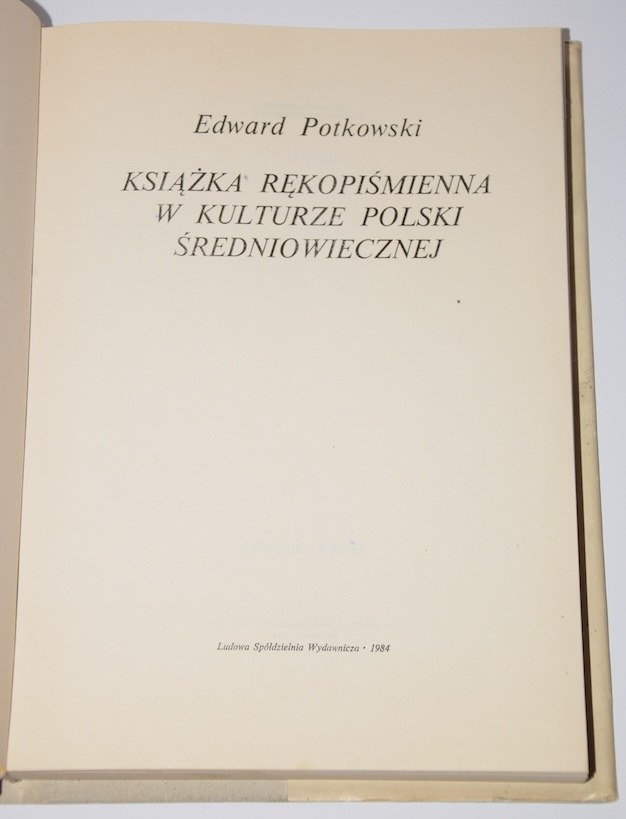 Edward Potkowski
KSIĄŻKA RĘKOPIŚMIENNA
W KULTURZE POLSKI
ŚREDNIOWIECZNEJ
Ludowa Spółdzielnia Wydawnicza • 1984